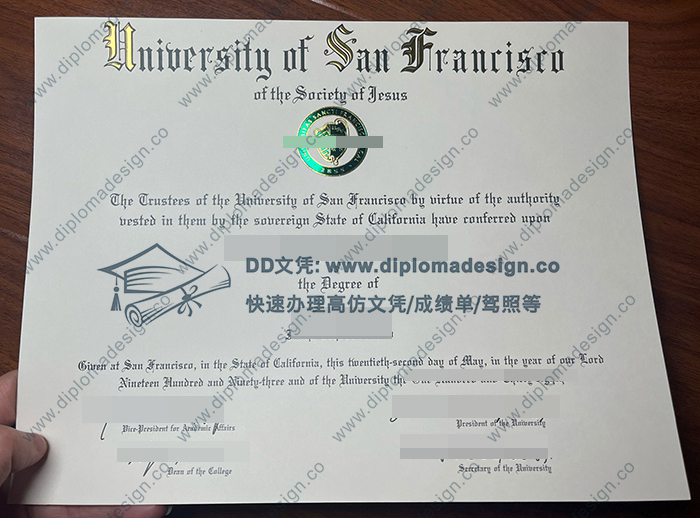 University of San Francisco
of the Society of Jesus
The Trustees of the University of San Francisco by virtue of the authority
vested in them by the sovereign State of California have conferred upon
DD文凭: www.diplomadesign.co
the Degree of
快速办理高仿文凭/成绩单/驾照等
Given at San Francisco, in the State of California, this twenty-second day of May, in the year of our Lord
Nineteen Hundred and Ninety-three and of the University the One Hundred and
Vice-President for Academic Affairs
President of the University
Dean of the College
Secretary of the University
www.diplomadesign.co